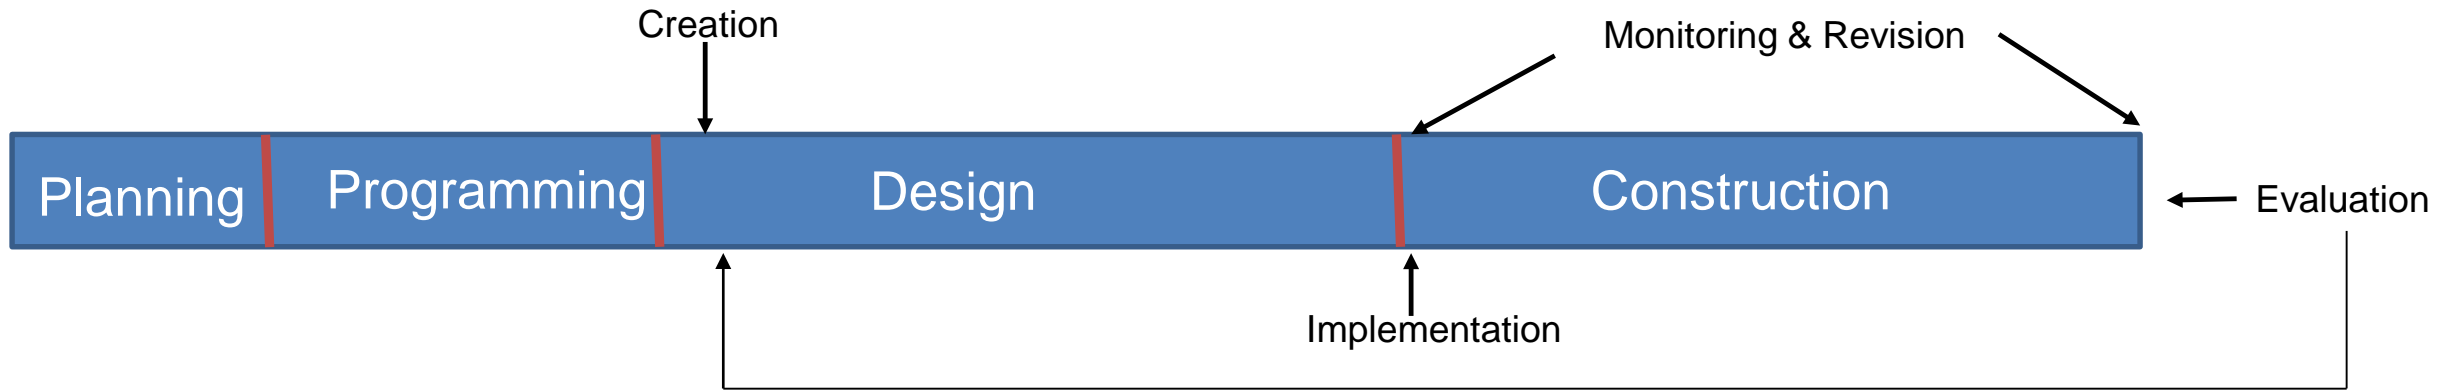 Creation
Monitoring & Revision
Planning
Programming
Design
Construction
Evaluation
Implementation